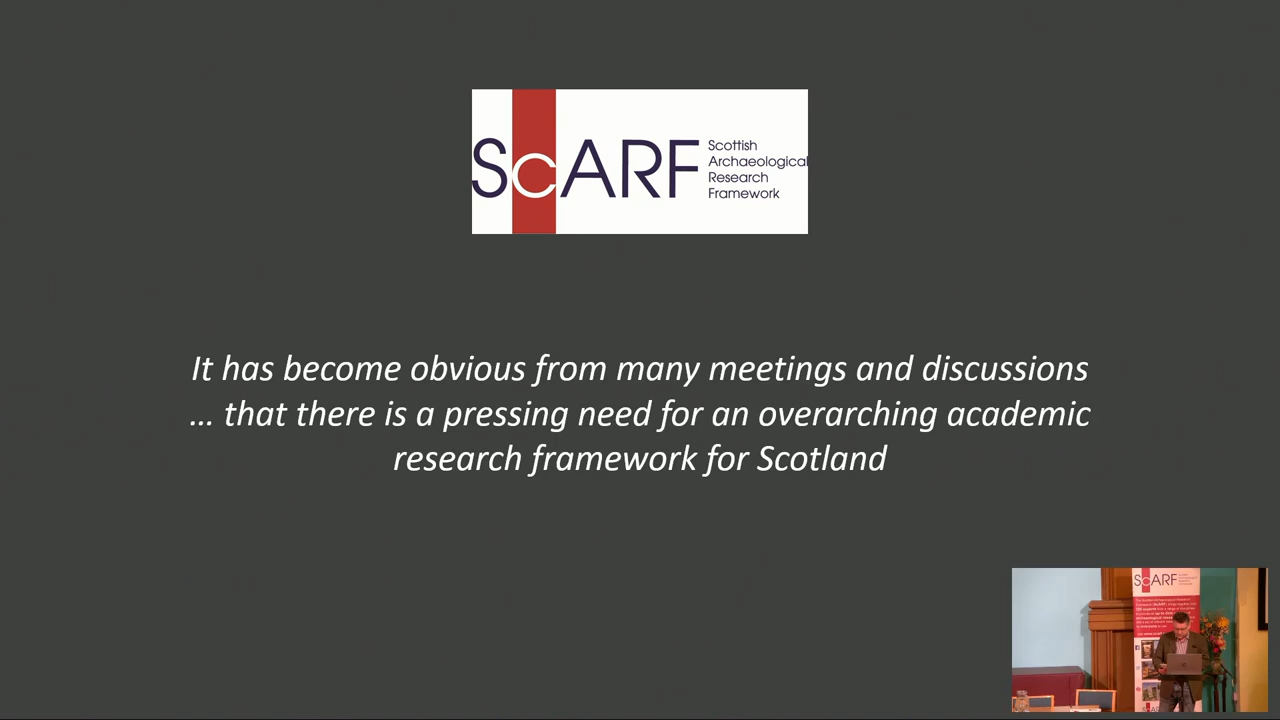 ScARF
Scottish
Archaeological
Research
Framework
It has become obvious from many meetings and discussions
… that there is a pressing need for an overarching academic
research framework for Scotland
ScARF